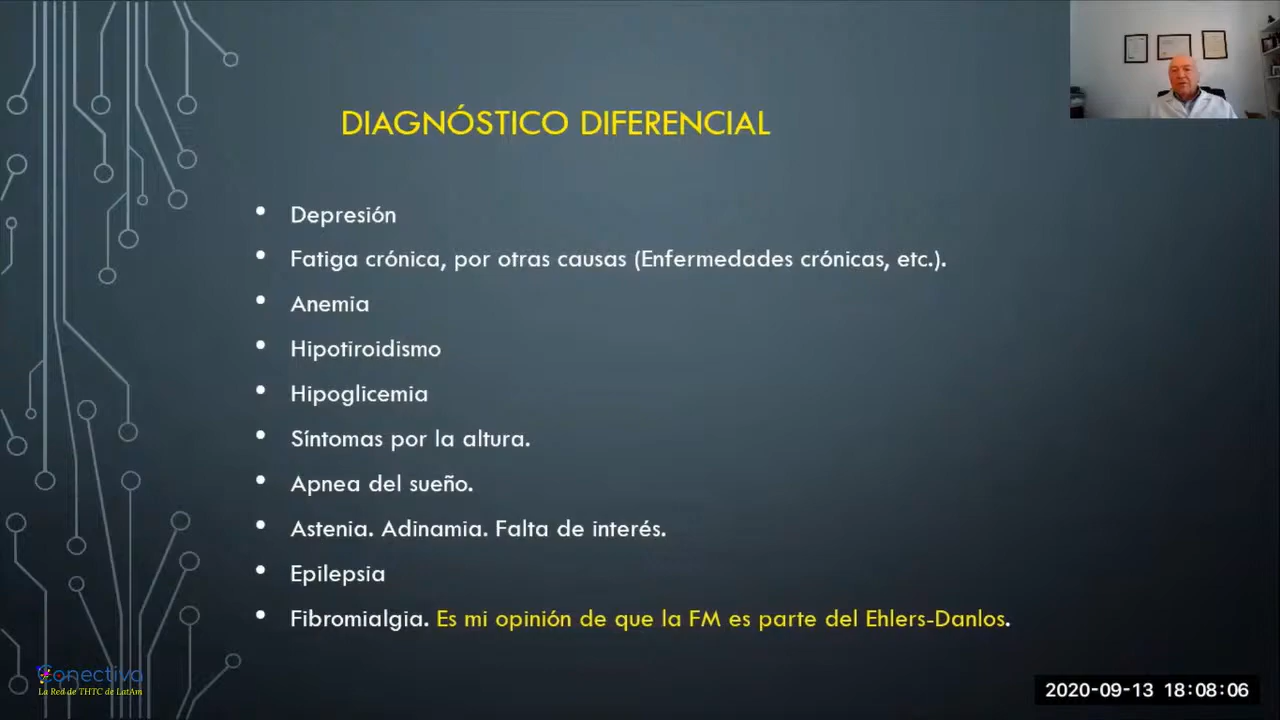 DIAGNÓSTICO DIFERENCIAL
• Depresión
• Fatiga crónica, por otras causas (Enfermedades crónicas, etc.).
• Anemia
• Hipotiroidismo
• Hipoglicemia
• Síntomas por la altura.
• Apnea del sueño.
• Astenia. Adinamia. Falta de interés.
• Epilepsia
• Fibromialgia. Es mi opinión de que la FM es parte del Ehlers-Danlos.
Conectiva
La Red de THTC de LatAm
2020-09-13 18:08:06